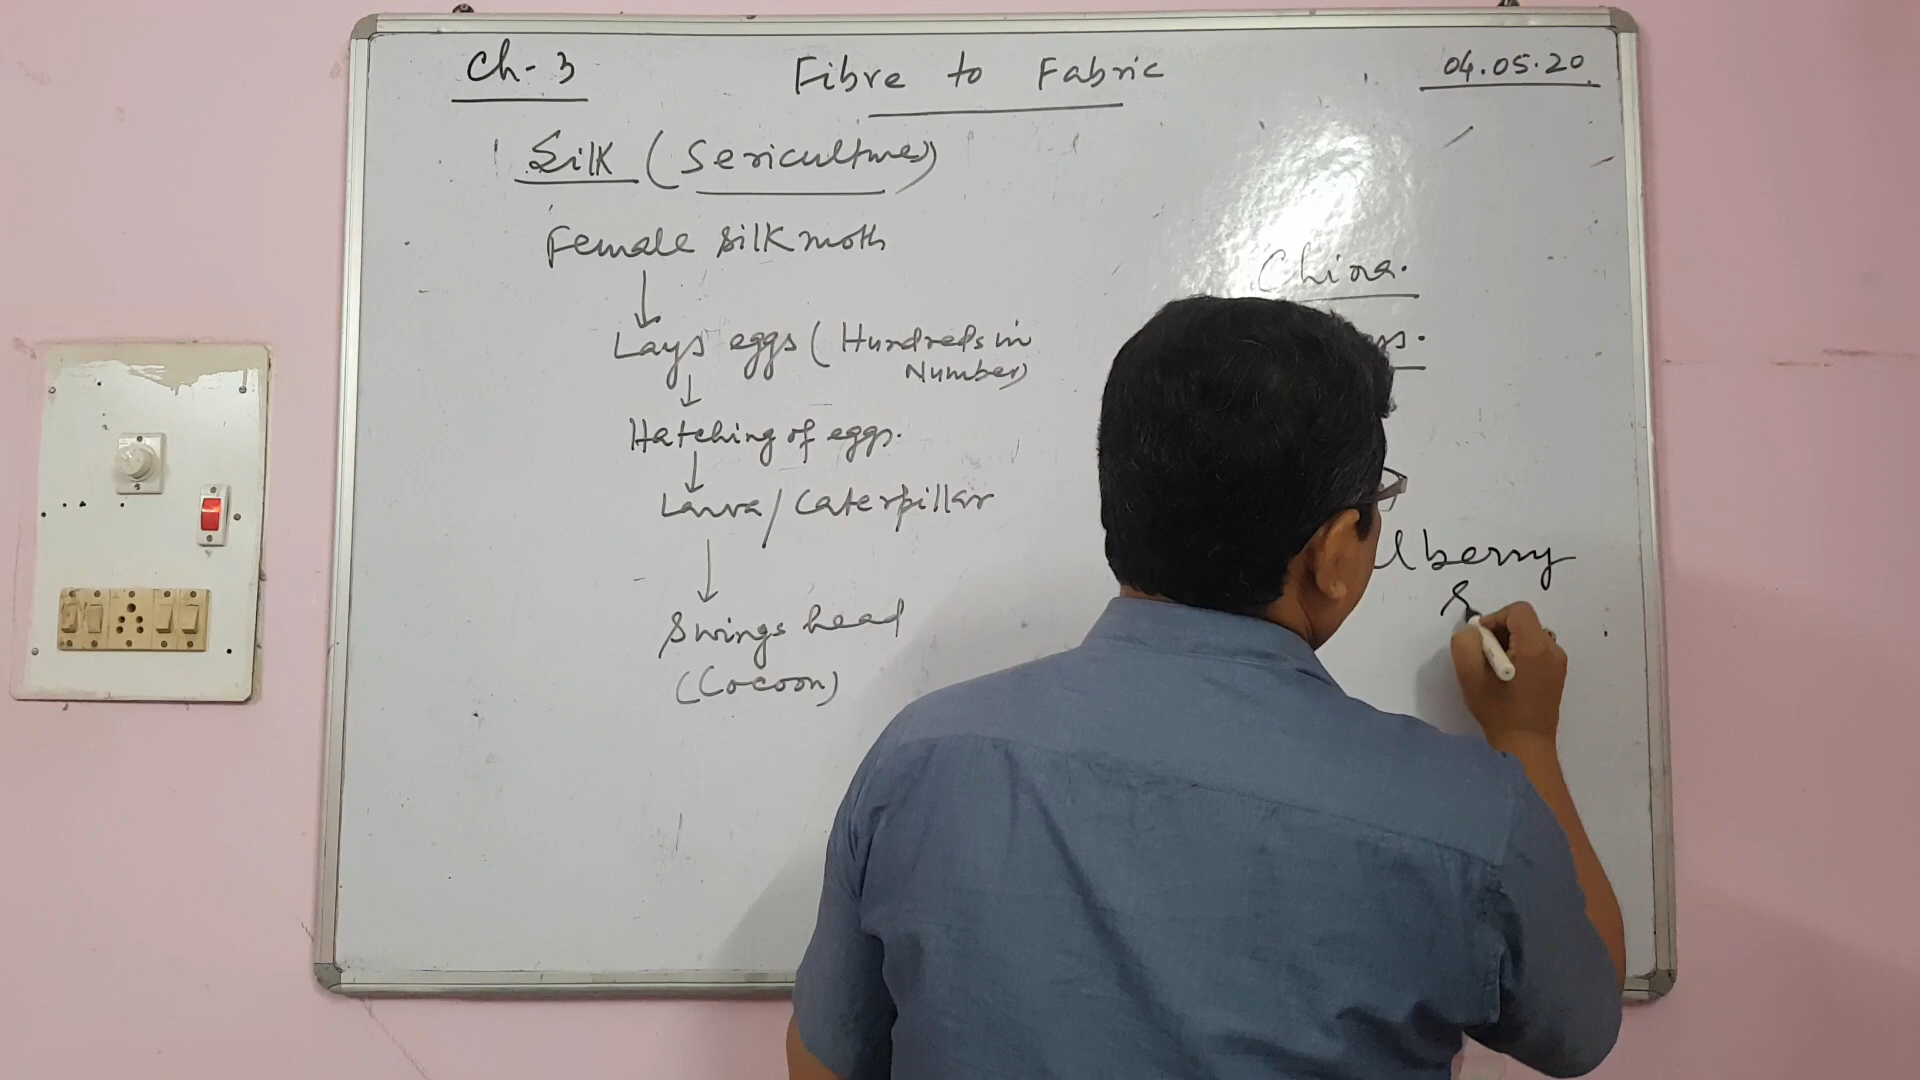 Ch-3
Fibre to Fabric
04.05.20
Silk (Sericulture)
Female silk moth
Lays eggs (Hundreds in
Number)
Hatching of eggs.
Larva/Caterpillar
Swings head
(Cocoon)
China.
lberry
S